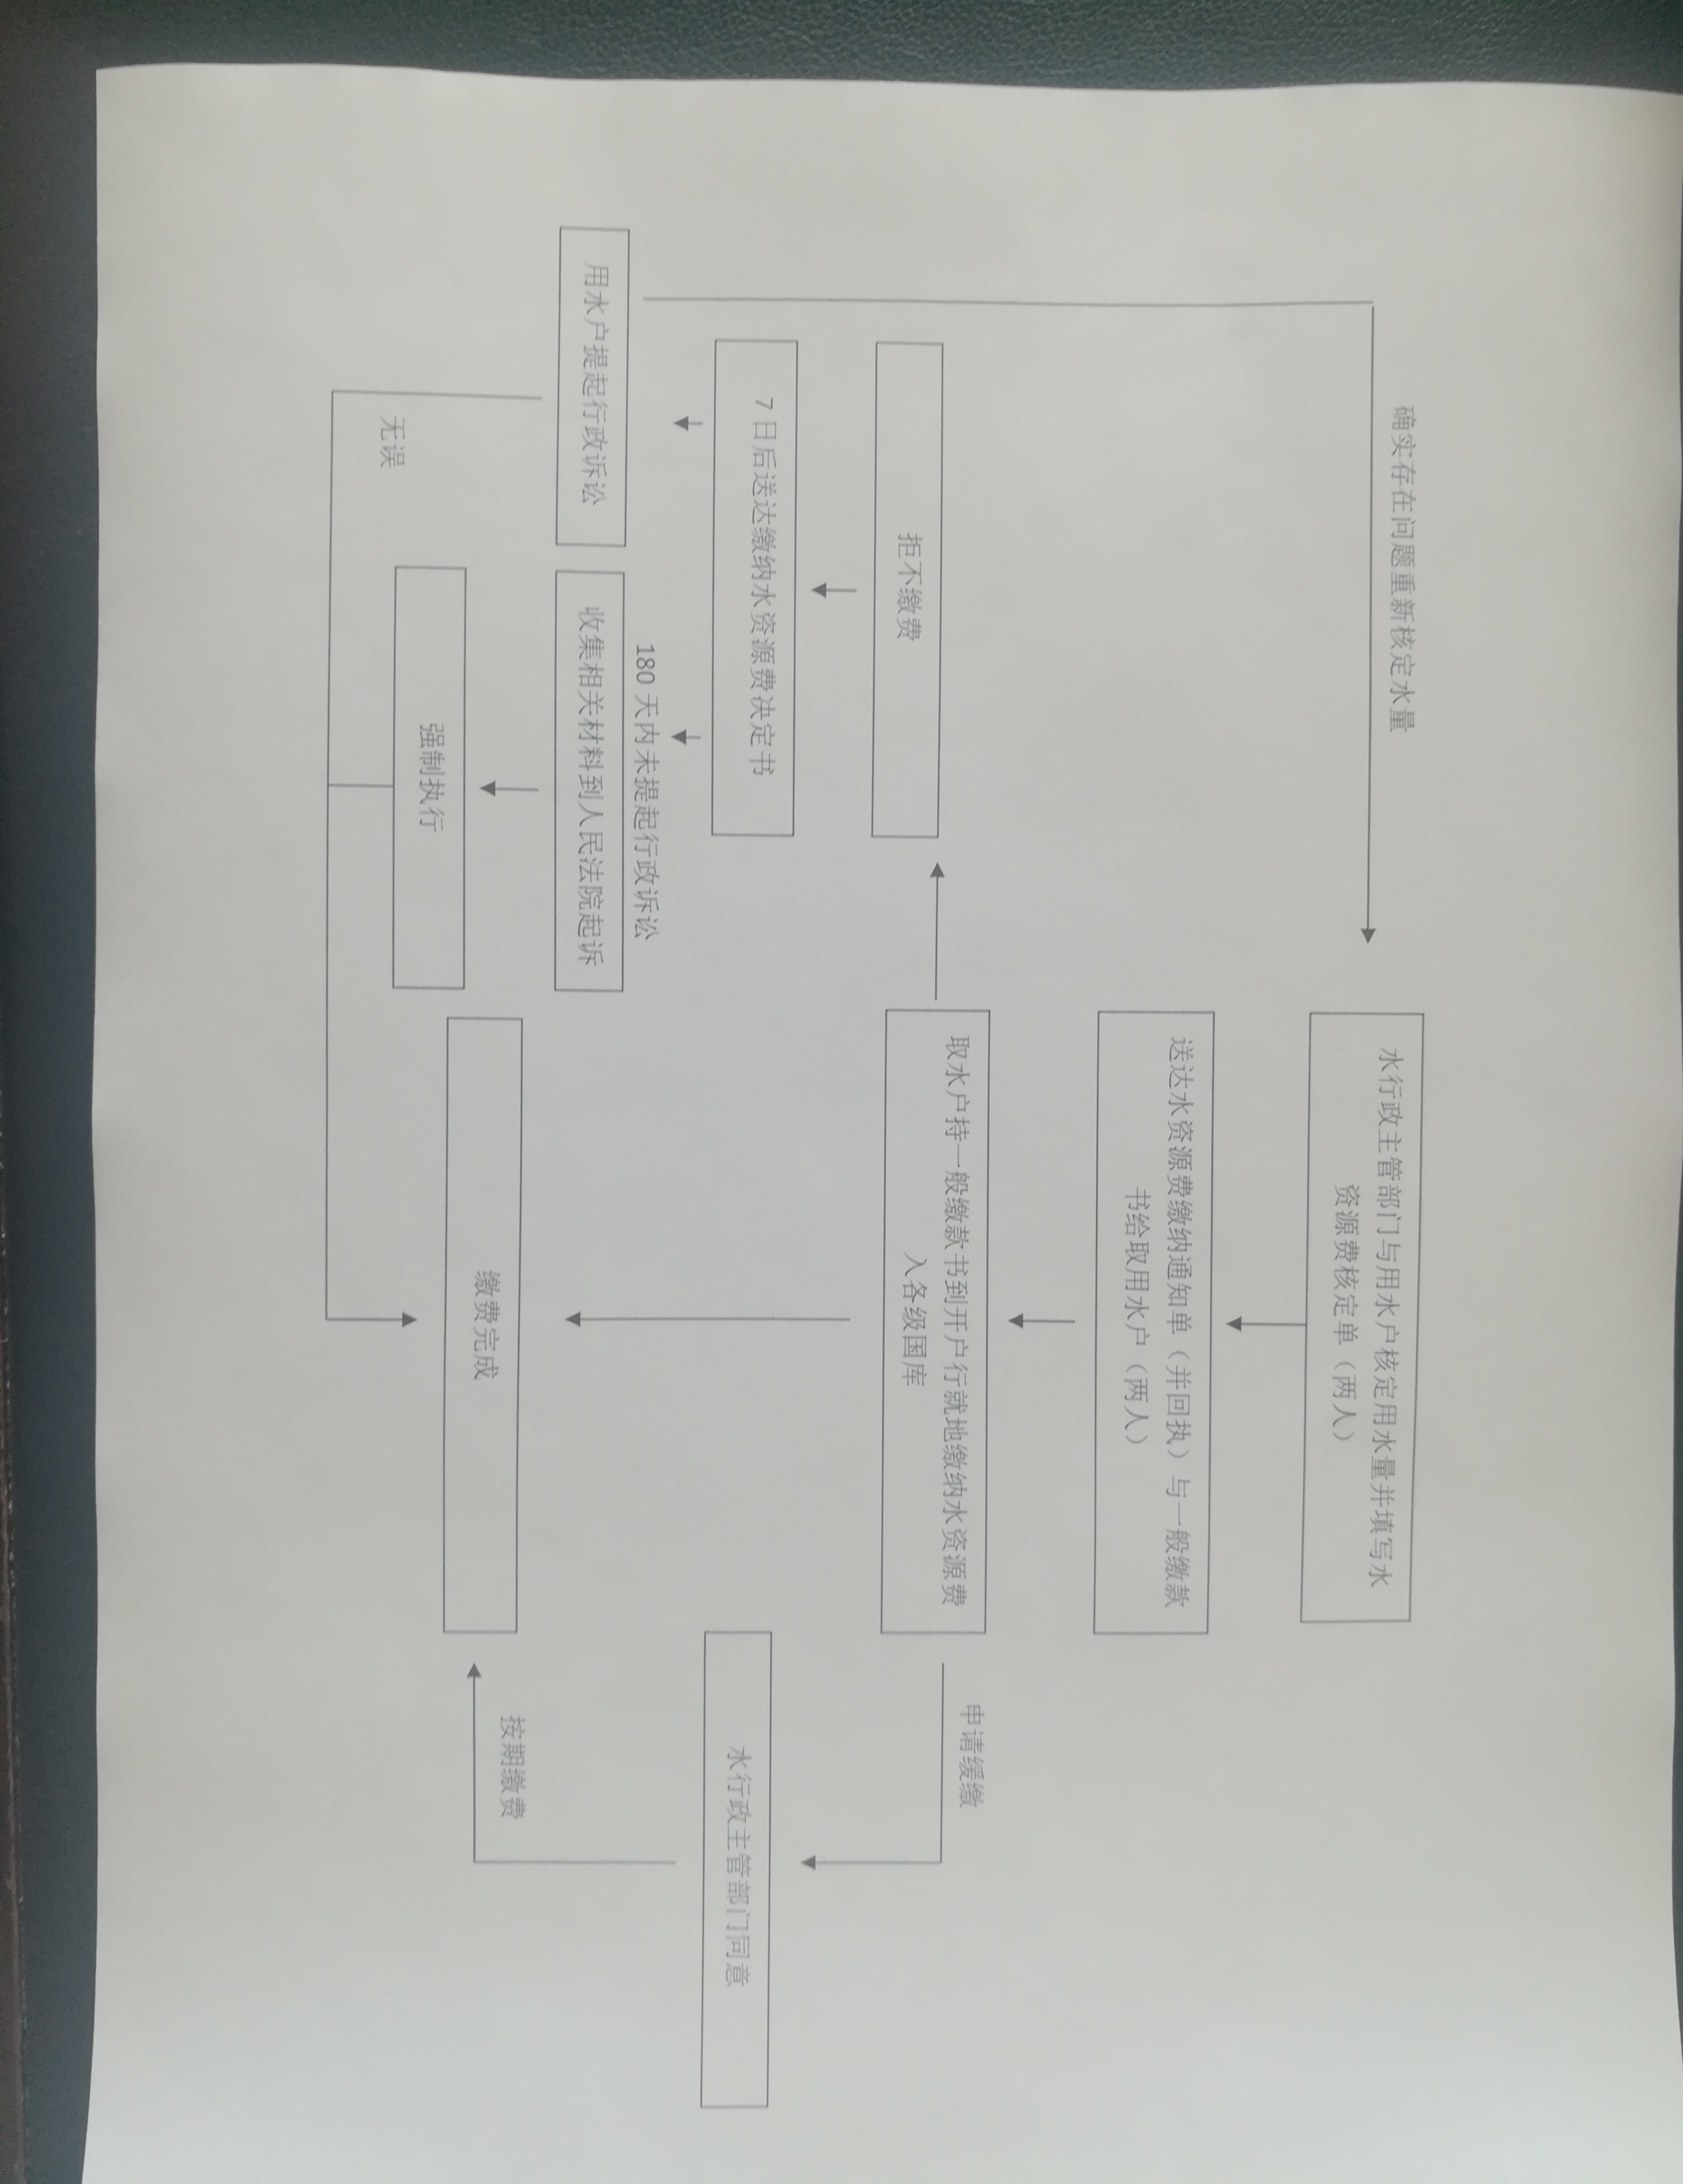 确实存在问题重新核定水量
水行政主管部门与用水户核定用水量并填写水
资源费核定单（两人）
送达水资源费缴纳通知单（并回执）与一般缴款
书给取用水户（两人）
取水户持一般缴款书到开户行就地缴纳水资源费
入各级国库
申请缓缴
拒不缴费
7 日后送达缴纳水资源费决定书
水行政主管部门同意
180 天内未提起行政诉讼
用水户提起行政诉讼
收集相关材料到人民法院起诉
按期缴费
缴费完成
强制执行
无误